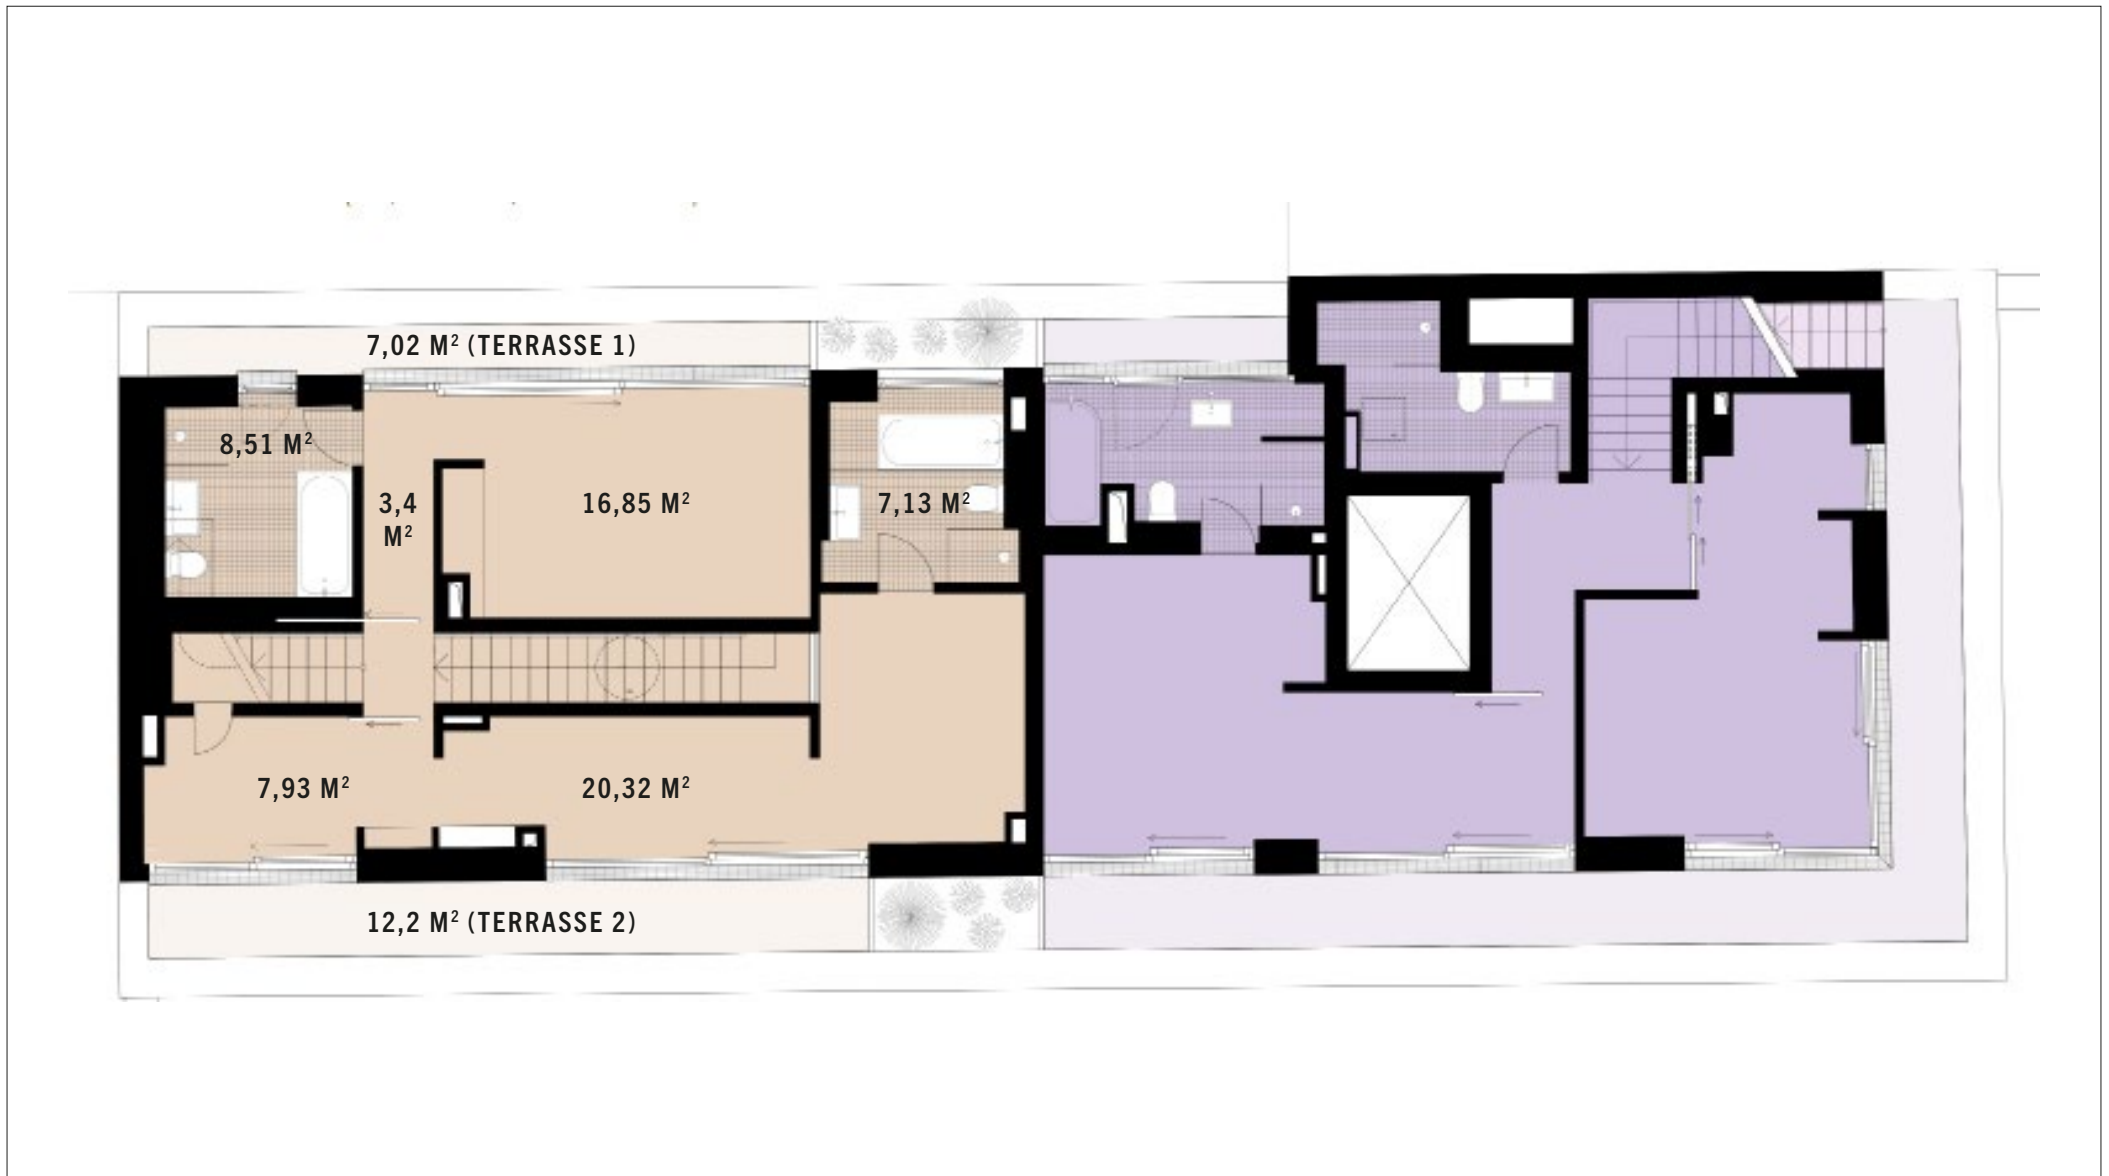 7,02 M² (TERRASSE 1)
8,51 M²
3,4
M²
16,85 M²
7,13 M²
7,93 M²
20,32 M²
12,2 M² (TERRASSE 2)